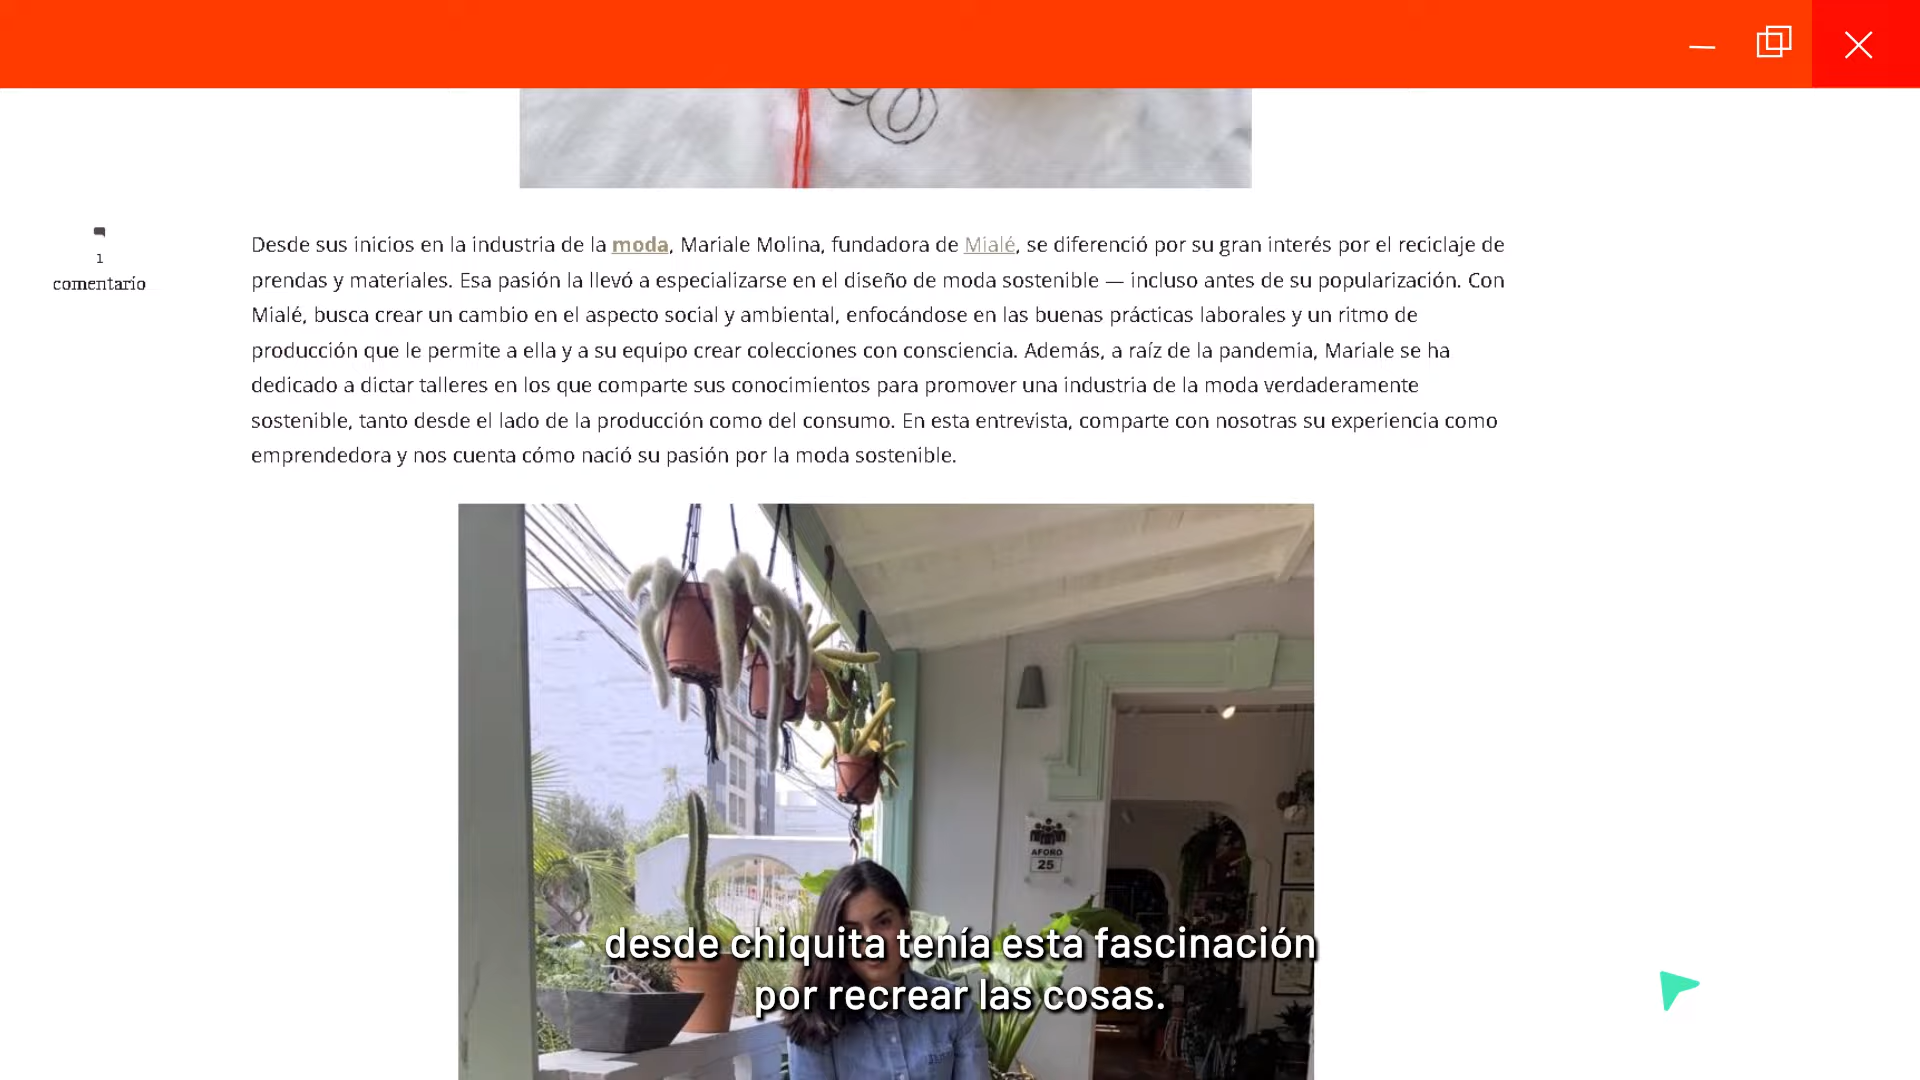 1
comentario
Desde sus inicios en la industria de la moda, Mariale Molina, fundadora de Mialé, se diferenció por su gran interés por el reciclaje de
prendas y materiales. Esa pasión la llevó a especializarse en el diseño de moda sostenible — incluso antes de su popularización. Con
Mialé, busca crear un cambio en el aspecto social y ambiental, enfocándose en las buenas prácticas laborales y un ritmo de
producción que le permite a ella y a su equipo crear colecciones con consciencia. Además, a raíz de la pandemia, Mariale se ha
dedicado a dictar talleres en los que comparte sus conocimientos para promover una industria de la moda verdaderamente
sostenible, tanto desde el lado de la producción como del consumo. En esta entrevista, comparte con nosotras su experiencia como
emprendedora y nos cuenta cómo nació su pasión por la moda sostenible.
AFORO
25
desde chiquita tenía esta fascinación
por recrear las cosas.